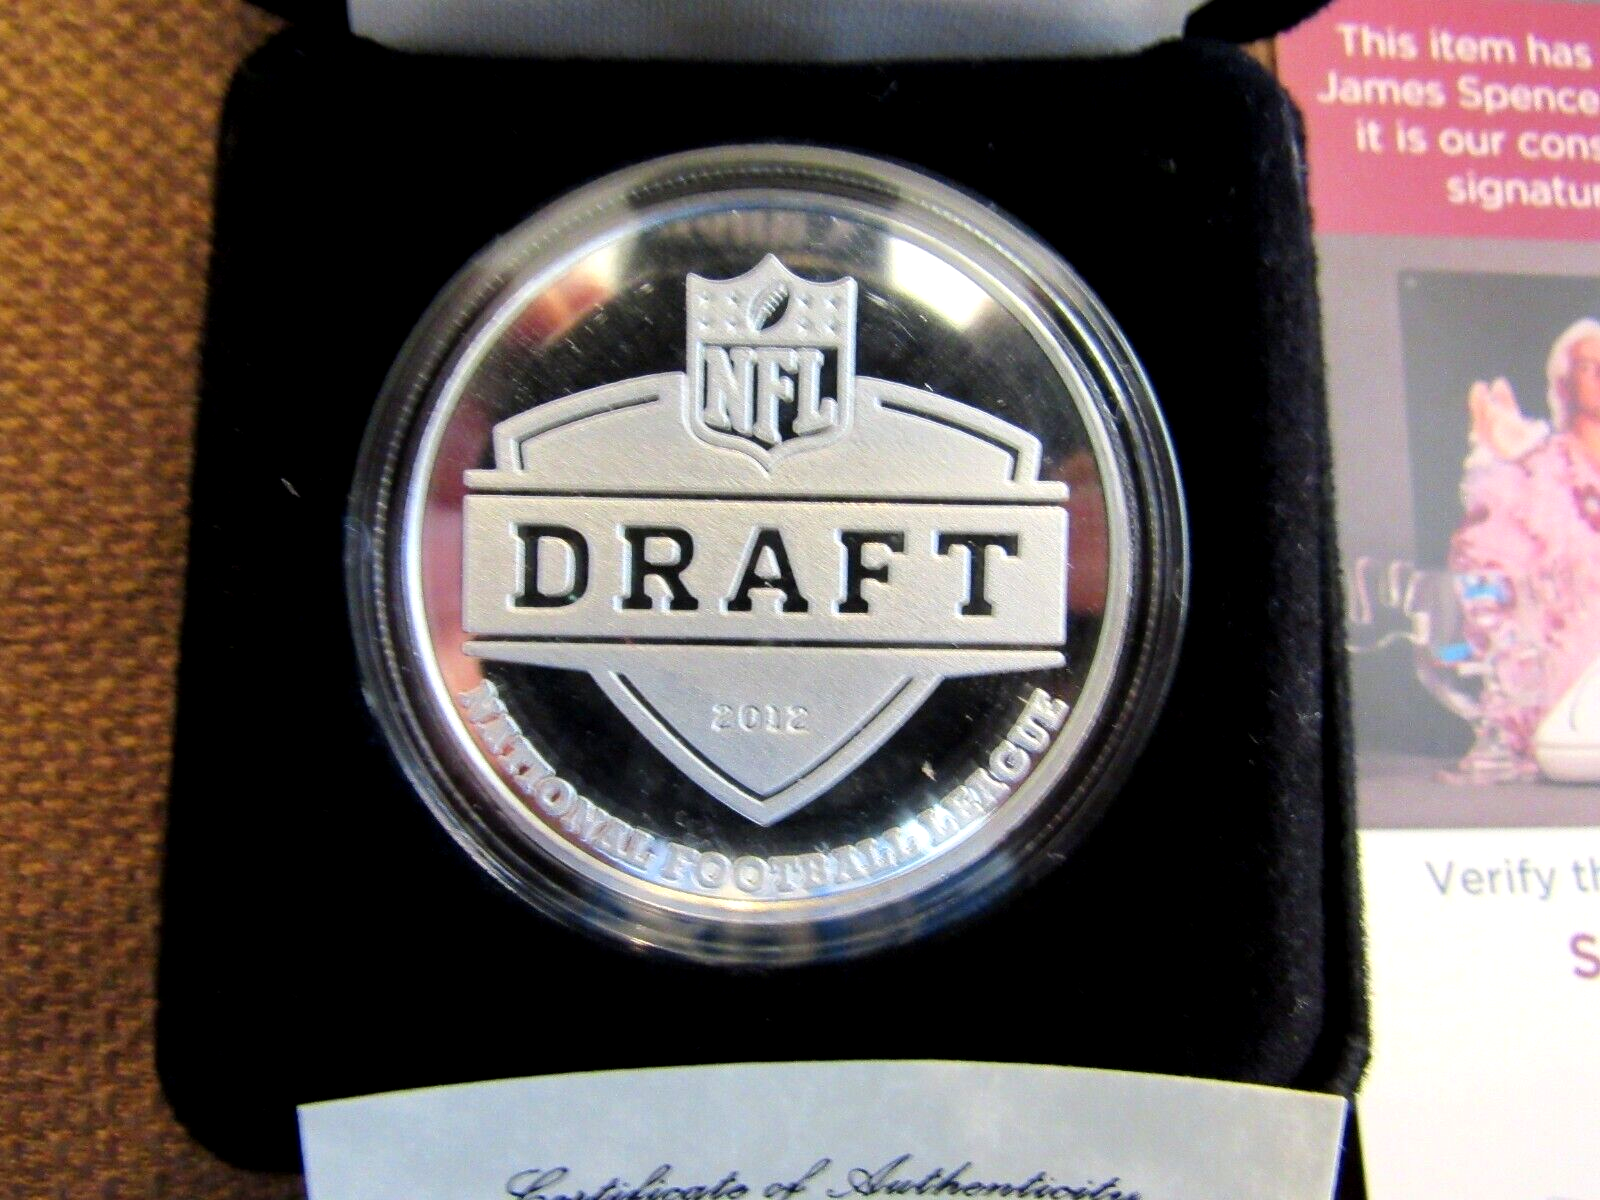 NFL
DRAFT
2012
NATIONAL FOOTBALL LEAGUE
Certificate of Authenticity
This item has
James Spence
it is our cons
signatur
Verify th
S